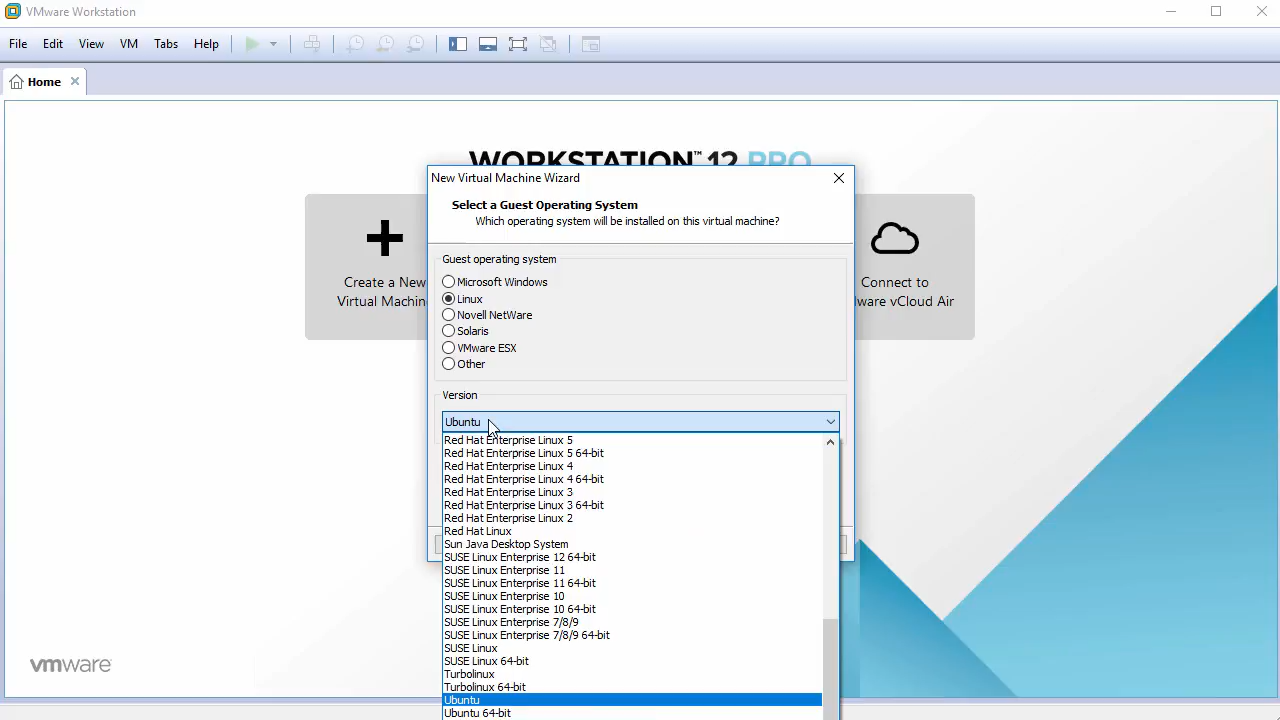 VMware Workstation
File Edit View VM Tabs Help
Home
WORKSTATION™ 12 PRO
New Virtual Machine Wizard
Select a Guest Operating System
Which operating system will be installed on this virtual machine?
Create a New
Virtual Machin
Connect to
ware vCloud Air
Guest operating system
Microsoft Windows
Linux
Novell NetWare
Solaris
VMware ESX
Other
Version
Ubuntu
Red Hat Enterprise Linux 5
Red Hat Enterprise Linux 5 64-bit
Red Hat Enterprise Linux 4
Red Hat Enterprise Linux 4 64-bit
Red Hat Enterprise Linux 3
Red Hat Enterprise Linux 3 64-bit
Red Hat Enterprise Linux 2
Red Hat Linux
Sun Java Desktop System
SUSE Linux Enterprise 12 64-bit
SUSE Linux Enterprise 11
SUSE Linux Enterprise 11 64-bit
SUSE Linux Enterprise 10
SUSE Linux Enterprise 10 64-bit
SUSE Linux Enterprise 7/8/9
SUSE Linux Enterprise 7/8/9 64-bit
SUSE Linux
SUSE Linux 64-bit
Turbolinux
Turbolinux 64-bit
Ubuntu
Ubuntu 64-bit
vmware